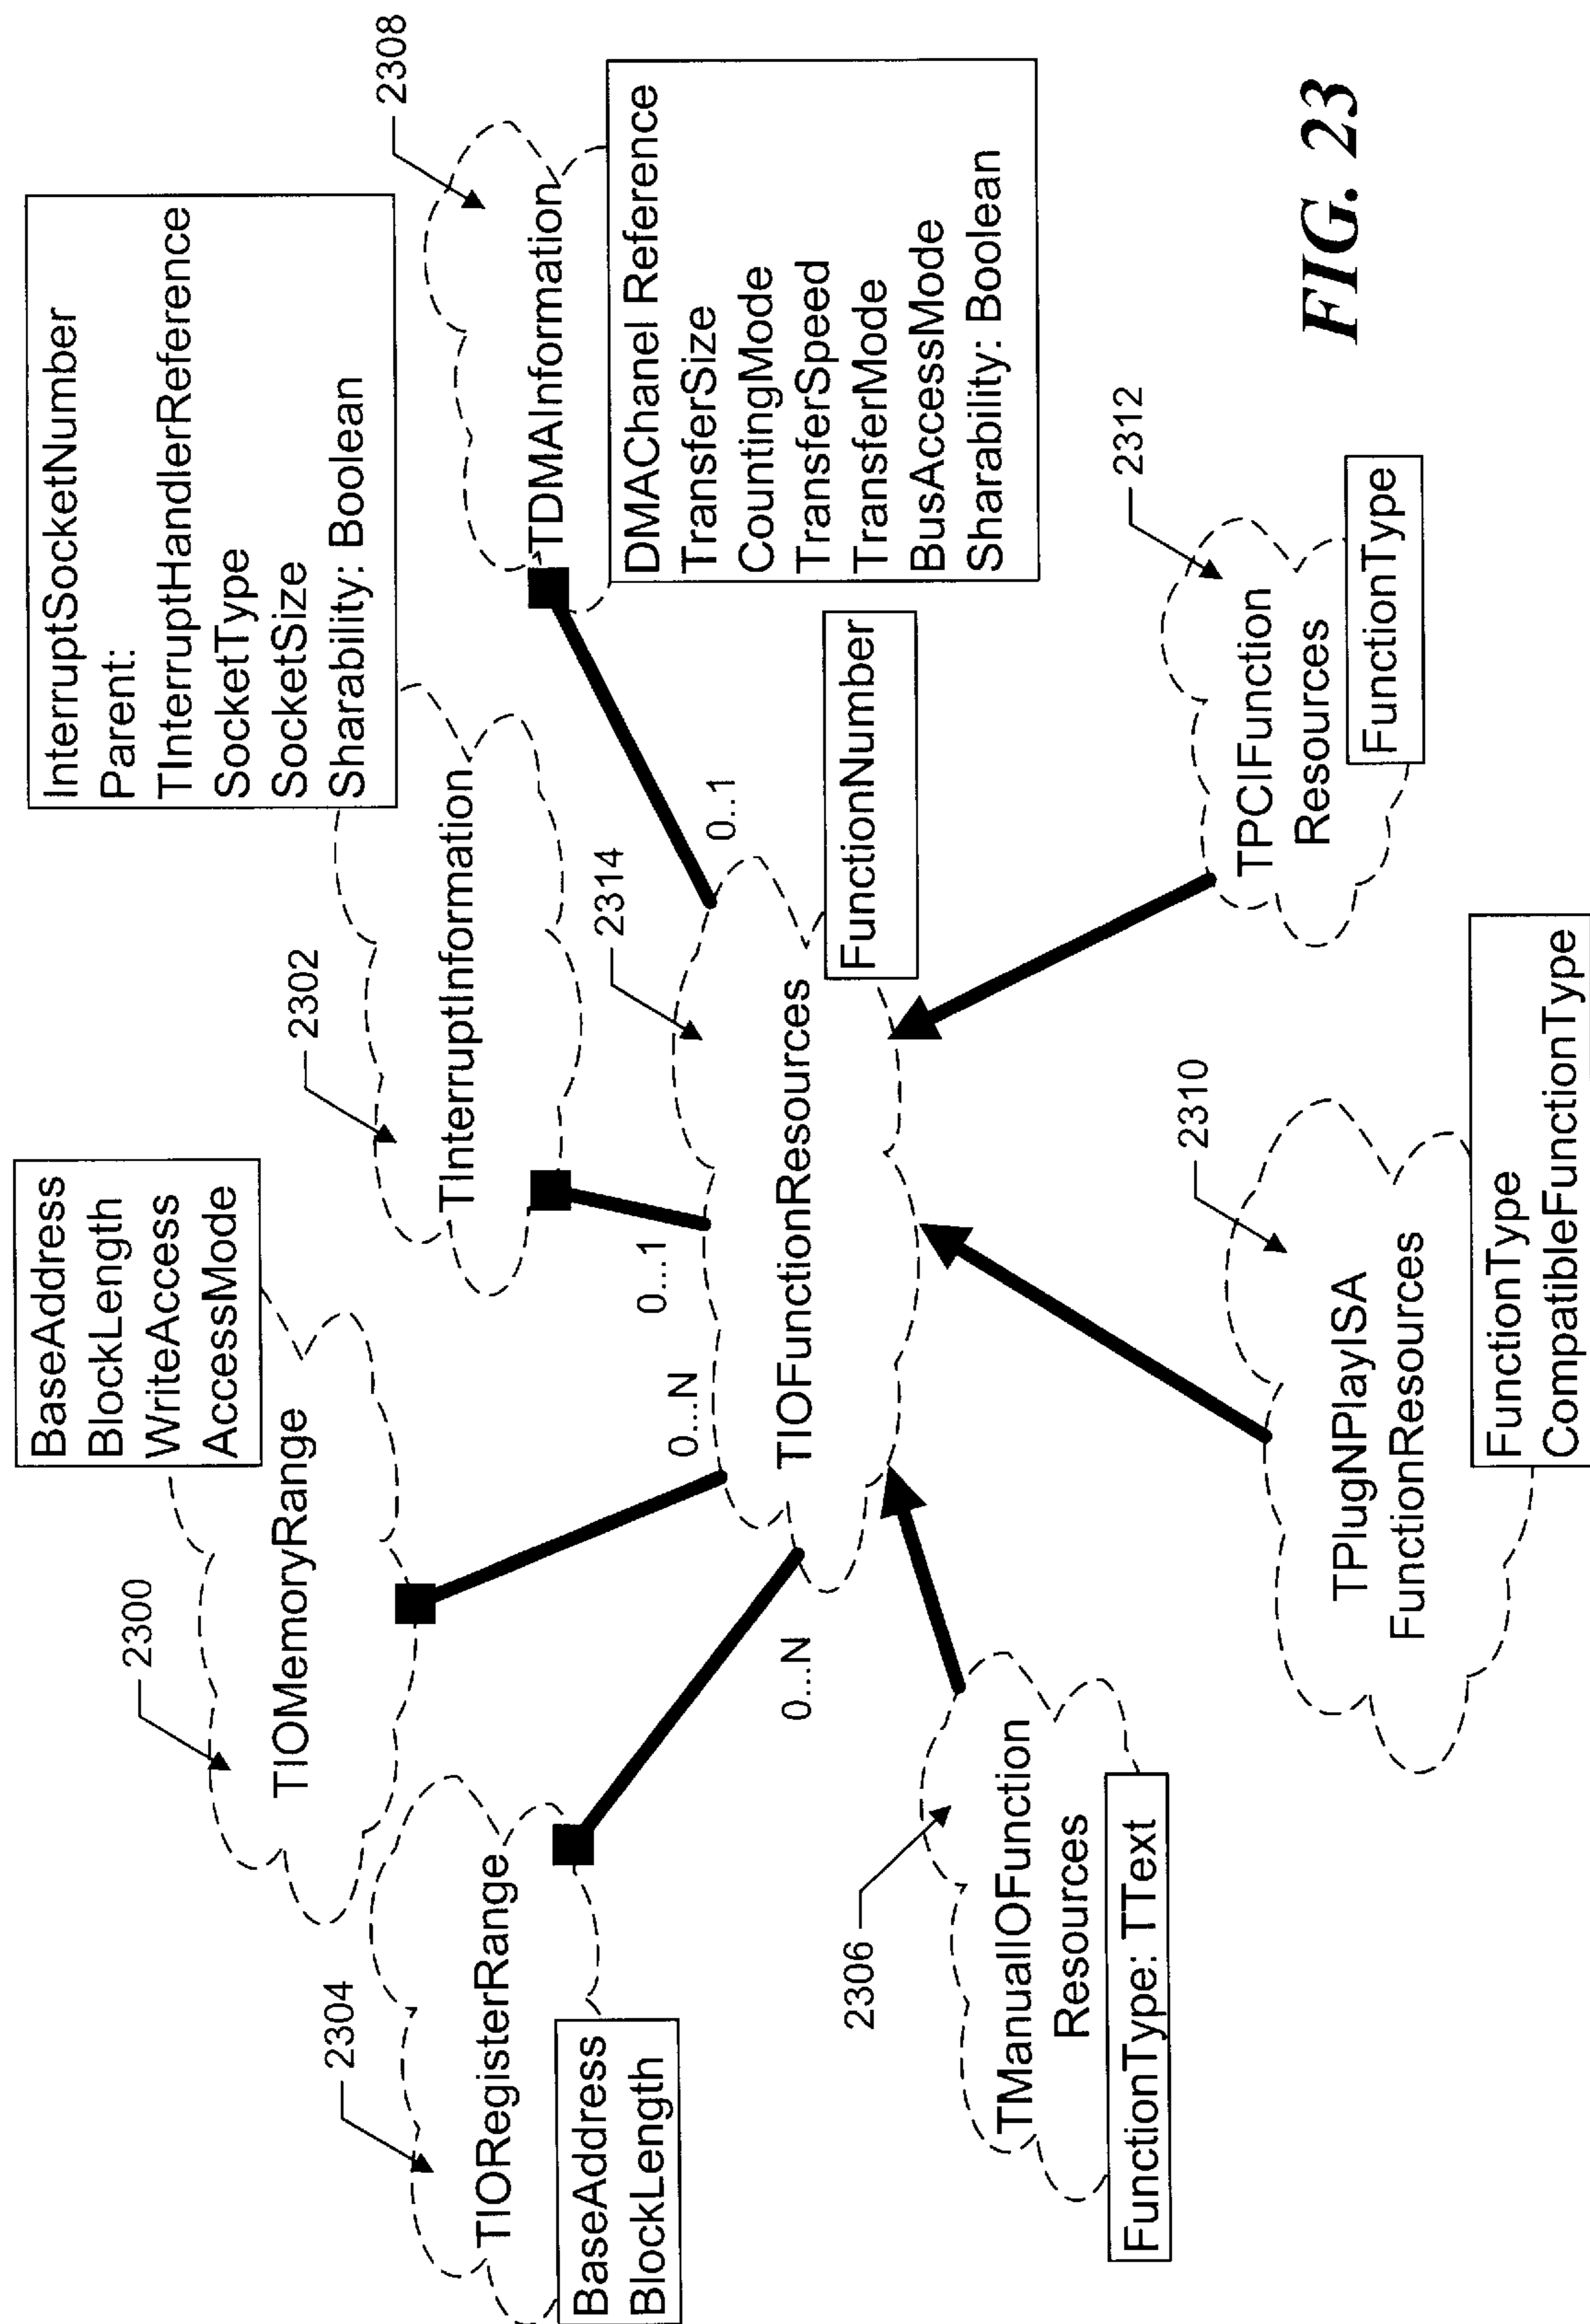 2300
TIOMemoryRange
BaseAddress
BlockLength
WriteAccess
AccessMode
2302
TInterruptInformation
InterruptSocketNumber
Parent:
TInterruptHandlerReference
SocketType
SocketSize
Sharability: Boolean
2304
TIORegisterRange
BaseAddress
BlockLength
2308
TDMAInformation
DMAChanel Reference
TransferSize
CountingMode
TransferSpeed
TransferMode
BusAccessMode
Sharability: Boolean
0...N
0...N
0...1
0..1
2314
TIOFunctionResources
FunctionNumber
2306
TManualIOFunction
Resources
FunctionType: TText
2310
TPlugNPlayISA
FunctionResources
FunctionType
CompatibleFunctionType
2312
TPCIFunction
Resources
FunctionType
FIG. 23